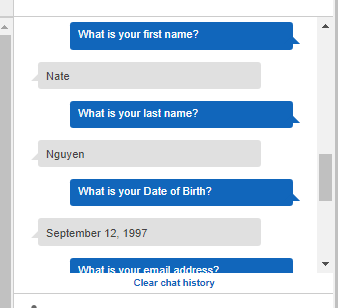 What is your first name?
Nate
What is your last name?
Nguyen
What is your Date of Birth?
September 12, 1997
What is your email address?
Clear chat history